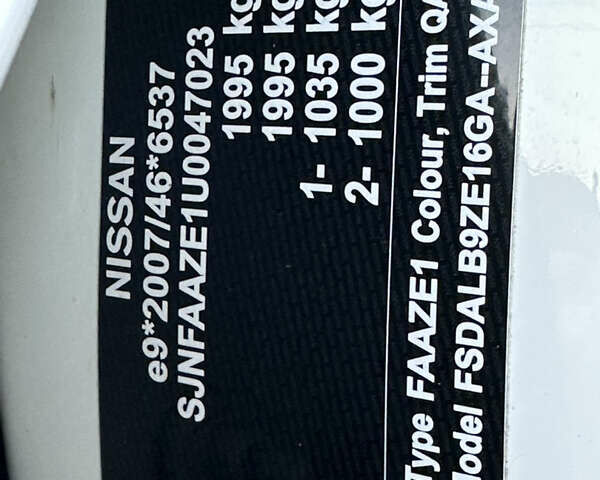 NISSAN
e9*2007/46*6537
SJNFAAZE1U0047023
1995 kg
1995 kg
1- 1035 kg
2- 1000 kg
Type FAAZE1 Colour, Trim QA
Model FSDALB9ZE16GA--AXA